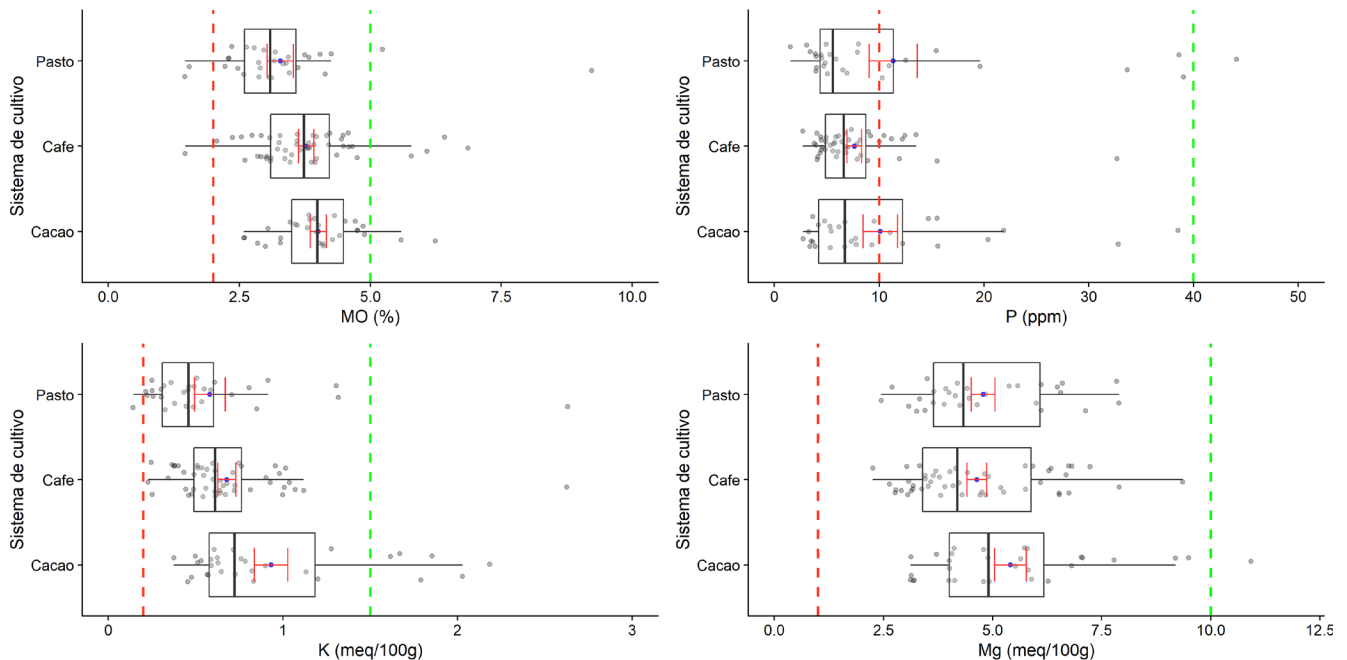 Sistema de cultivo
Pasto
Cafe
Cacao
0.0 2.5 5.0 7.5 10.0
MO (%)
Sistema de cultivo
Pasto
Cafe
Cacao
0 10 20 30 40 50
P (ppm)
Sistema de cultivo
Pasto
Cafe
Cacao
0 1 2 3
K (meq/100g)
Sistema de cultivo
Pasto
Cafe
Cacao
0.0 2.5 5.0 7.5 10.0 12.5
Mg (meq/100g)